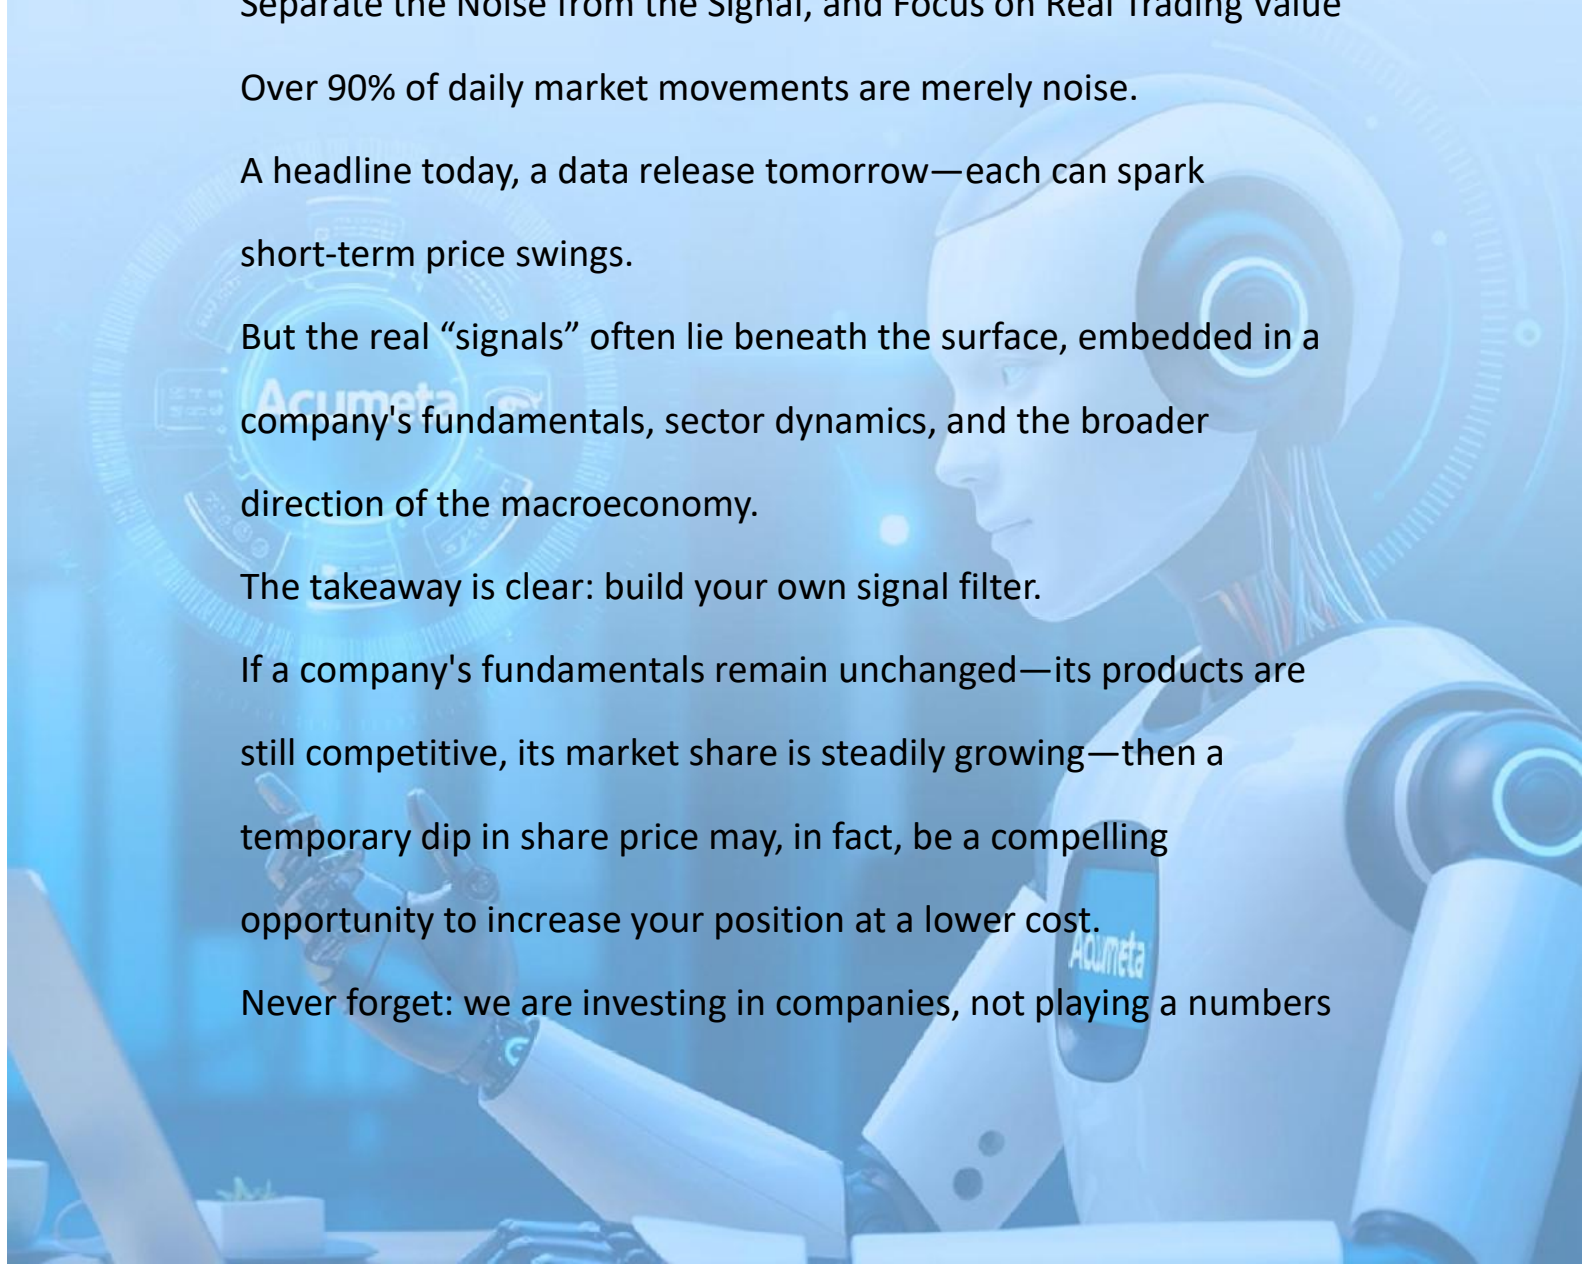 Separate the Noise from the Signal, and Focus on Real Trading Value
Over 90% of daily market movements are merely noise.
A headline today, a data release tomorrow—each can spark
short-term price swings.
But the real “signals” often lie beneath the surface, embedded in a
Acumeta
company's fundamentals, sector dynamics, and the broader
direction of the macroeconomy.
The takeaway is clear: build your own signal filter.
If a company's fundamentals remain unchanged—its products are
still competitive, its market share is steadily growing—then a
temporary dip in share price may, in fact, be a compelling
opportunity to increase your position at a lower cost.
Acumeta
Never forget: we are investing in companies, not playing a numbers